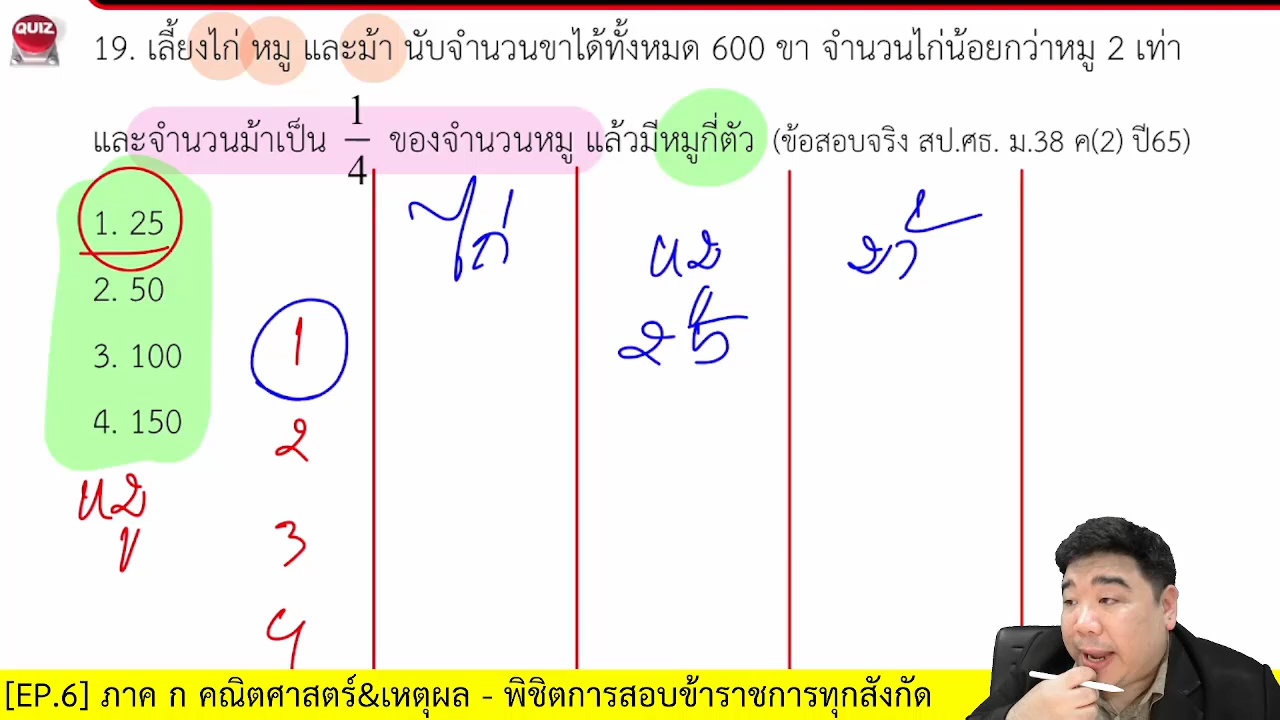 QUIZ
19. เลี้ยงไก่ หมู และม้า นับจำนวนขาได้ทั้งหมด 600 ขา จำนวนไก่น้อยกว่าหมู 2 เท่า
และจำนวนม้าเป็น 1/4 ของจำนวนหมู แล้วมีหมูกี่ตัว (ข้อสอบจริง สป.ศธ. ม.38 ค(2) ปี65)
1. 25
2. 50
3. 100
4. 150
หมู
ไก่ หมู ม้า
1 25
2
3
4
[EP.6] ภาค ก คณิตศาสตร์&เหตุผล - พิชิตการสอบข้าราชการทุกสังกัด